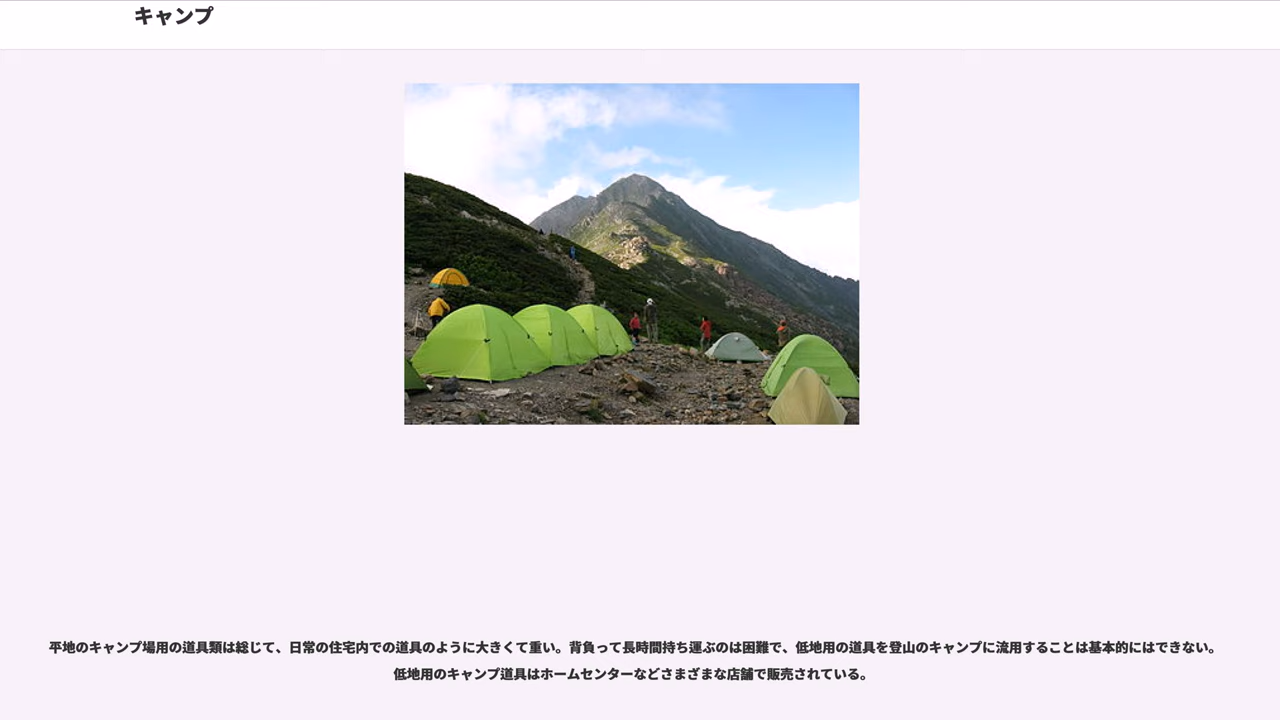 キャンプ
平地のキャンプ場用の道具類は総じて、日常の住宅内での道具のように大きくて重い。背負って長時間持ち運ぶのは困難で、低地用の道具を登山のキャンプに流用することは基本的にはできない。
低地用のキャンプ道具はホームセンターなどさまざまな店舗で販売されている。